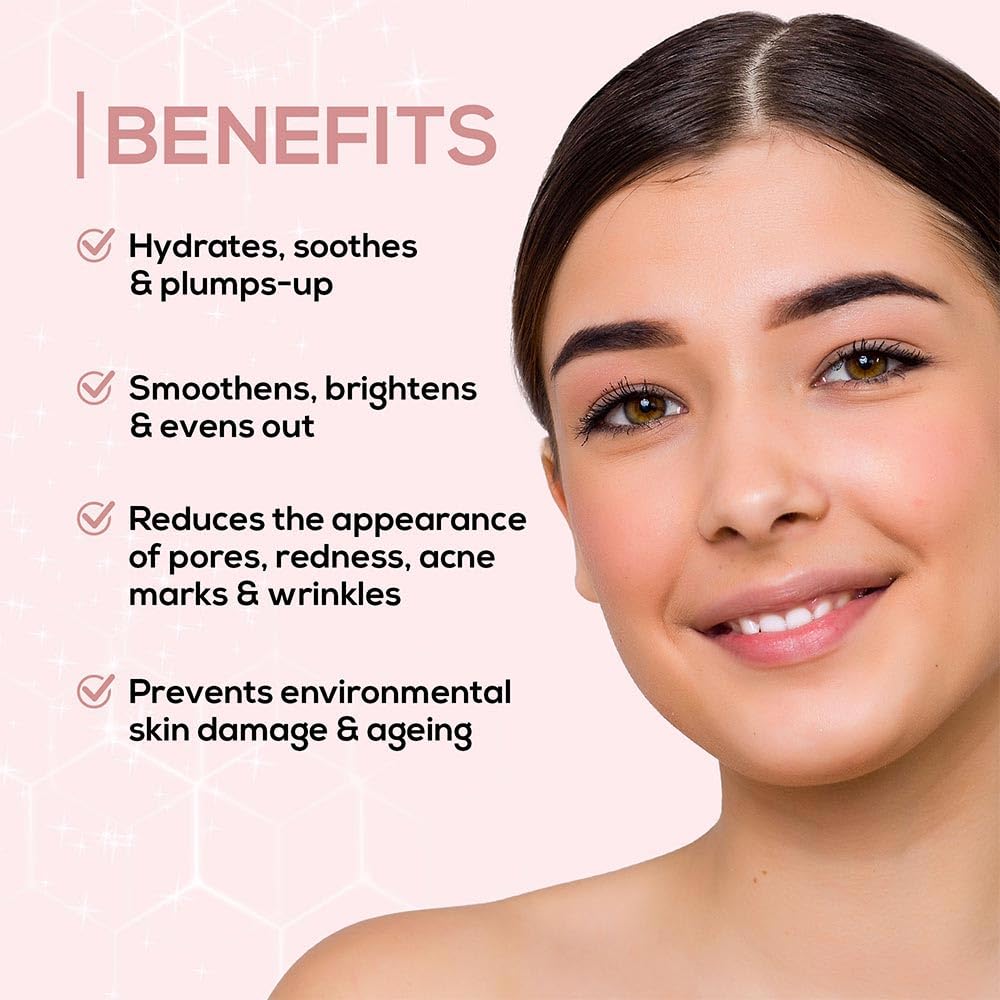 BENEFITS
Hydrates, soothes
& plumps-up
Smoothens, brightens
& evens out
Reduces the appearance
of pores, redness, acne
marks & wrinkles
Prevents environmental
skin damage & ageing